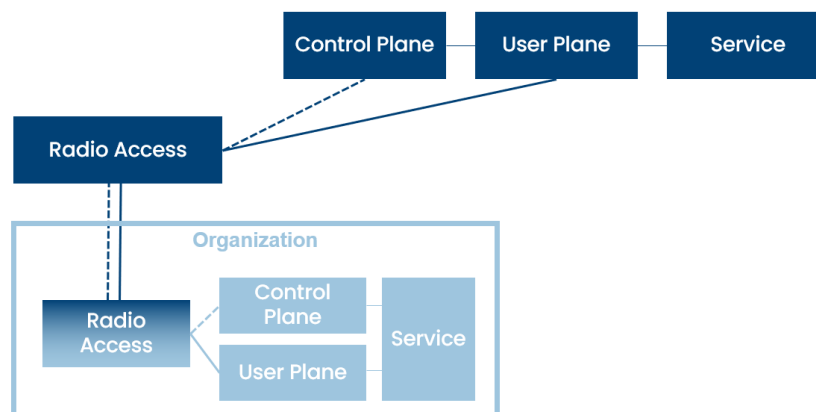 Control Plane
User Plane
Service
Radio Access
Organization
Radio
Access
Control
Plane
Service
User Plane